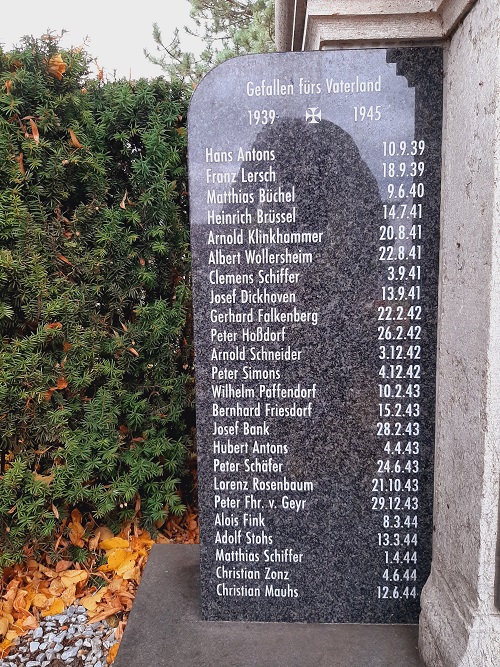 Gefallen fürs Vaterland
1939 1945
Hans Antons 10.9.39
Franz Lersch 18.9.39
Matthias Büchel 9.6.40
Heinrich Brüssel 14.7.41
Arnold Klinkhammer 20.8.41
Albert Wollersheim 22.8.41
Clemens Schiffer 3.9.41
Josef Dickhoven 13.9.41
Gerhard Falkenberg 22.2.42
Peter Hoßdorf 26.2.42
Arnold Schneider 3.12.42
Peter Simons 4.12.42
Wilhelm Paffendorf 10.2.43
Bernhard Friesdorf 15.2.43
Josef Bank 28.2.43
Hubert Antons 4.4.43
Peter Schäfer 24.6.43
Lorenz Rosenbaum 21.10.43
Peter Fhr. v. Geyr 29.12.43
Alois Fink 8.3.44
Adolf Stohs 13.3.44
Matthias Schiffer 1.4.44
Christian Zonz 4.6.44
Christian Mauhs 12.6.44